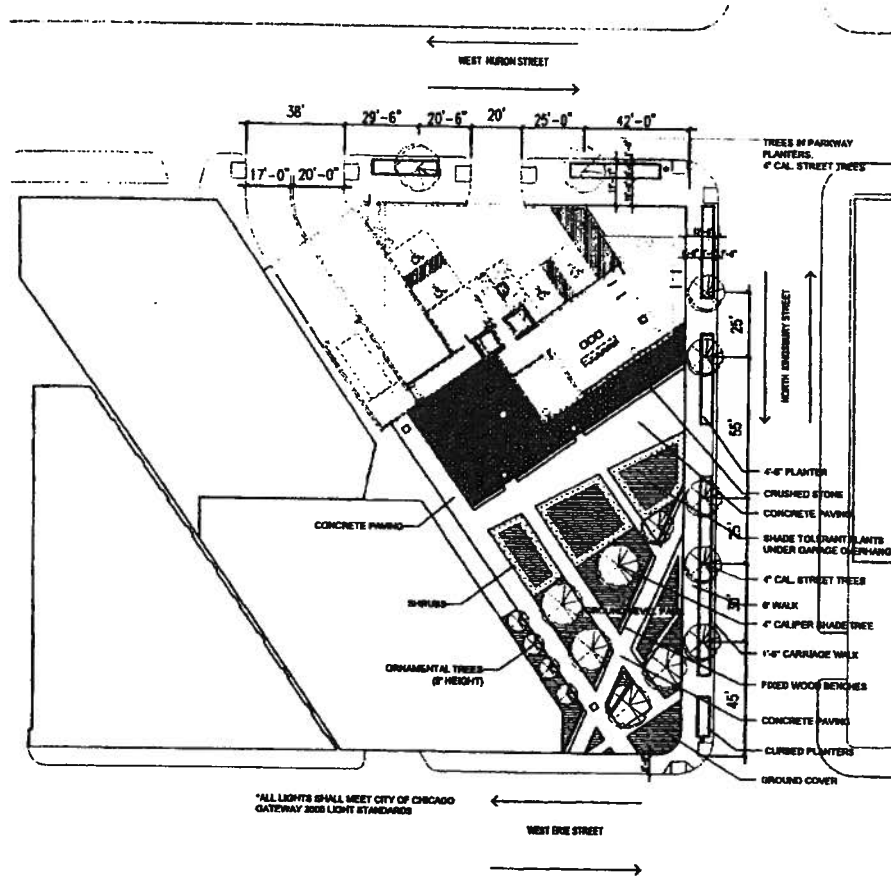 WEST HURON STREET
38'
29'-6"
20'-6"
20'
25'-0"
42'-0"
17'-0"
20'-0"
TREES IN PARKWAY
PLANTERS.
4" CAL. STREET TREES
NORTH KINGSBURY STREET
25'
55'
45'
4'-6" PLANTER
CRUSHED STONE
CONCRETE PAVING
SHADE TOLERANT PLANTS
UNDER GARAGE OVERHANG
4" CAL. STREET TREES
6' WALK
4" CALIPER SHADE TREE
1'-6" CARRIAGE WALK
FIXED WOOD BENCHES
CONCRETE PAVING
CURBED PLANTERS
GROUND COVER
CONCRETE PAVING
SHRUBS
GROUND LEVEL PARK
ORNAMENTAL TREES
(8' HEIGHT)
*ALL LIGHTS SHALL MEET CITY OF CHICAGO
GATEWAY 2000 LIGHT STANDARDS
WEST ERIE STREET